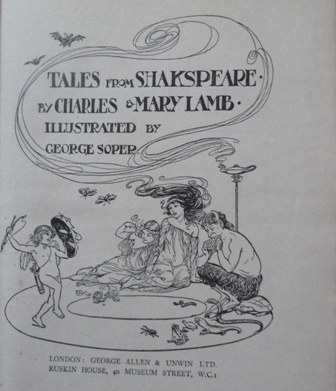 TALES FROM SHAKSPEARE·
BY CHARLES & MARY LAMB·
ILLUSTRATED BY
GEORGE SOPER
LONDON: GEORGE ALLEN & UNWIN LTD.
RUSKIN HOUSE, 40 MUSEUM STREET, W.C.1